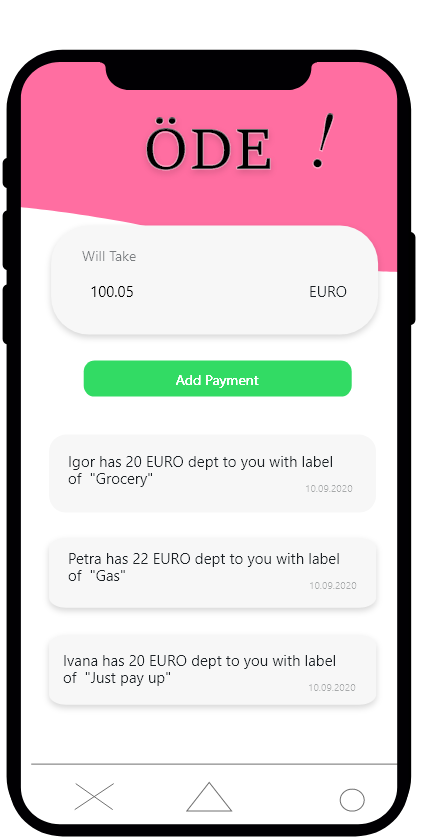 ÖDE !
Will Take
100.05 EURO
Add Payment
Igor has 20 EURO dept to you with label
of "Grocery"
10.09.2020
Petra has 22 EURO dept to you with label
of "Gas"
10.09.2020
Ivana has 20 EURO dept to you with label
of "Just pay up"
10.09.2020